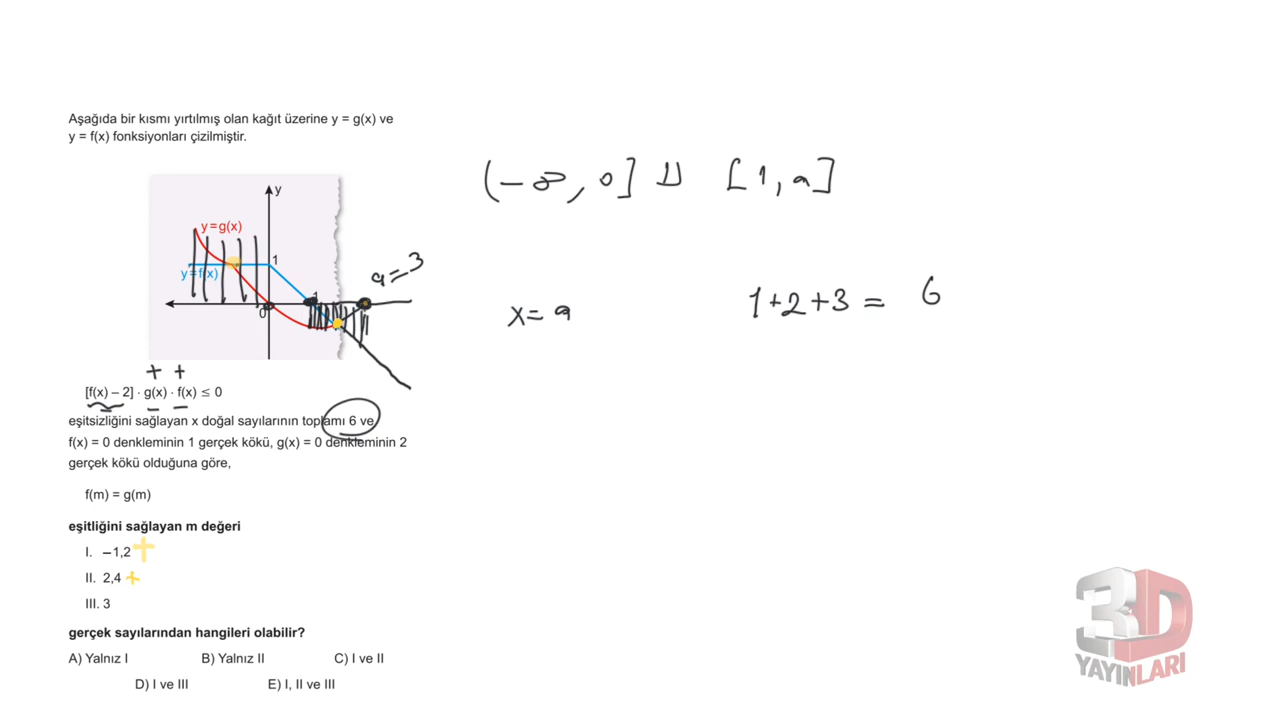 Aşağıda bir kısmı yırtılmış olan kağıt üzerine y = g(x) ve
y = f(x) fonksiyonları çizilmiştir.
(-∞, 0] ∪ [1, a]
y
y=g(x)
1
y=f(x)
a=3
1
0
x= a
1+2+3 = 6
+ +
[f(x) – 2] · g(x) · f(x) ≤ 0
eşitsizliğini sağlayan x doğal sayılarının toplamı 6 ve
f(x) = 0 denkleminin 1 gerçek kökü, g(x) = 0 denkleminin 2
gerçek kökü olduğuna göre,
f(m) = g(m)
eşitliğini sağlayan m değeri
I. –1,2 +
II. 2,4 +
III. 3
gerçek sayılarından hangileri olabilir?
A) Yalnız I B) Yalnız II C) I ve II
D) I ve III E) I, II ve III
3D
YAYINLARI